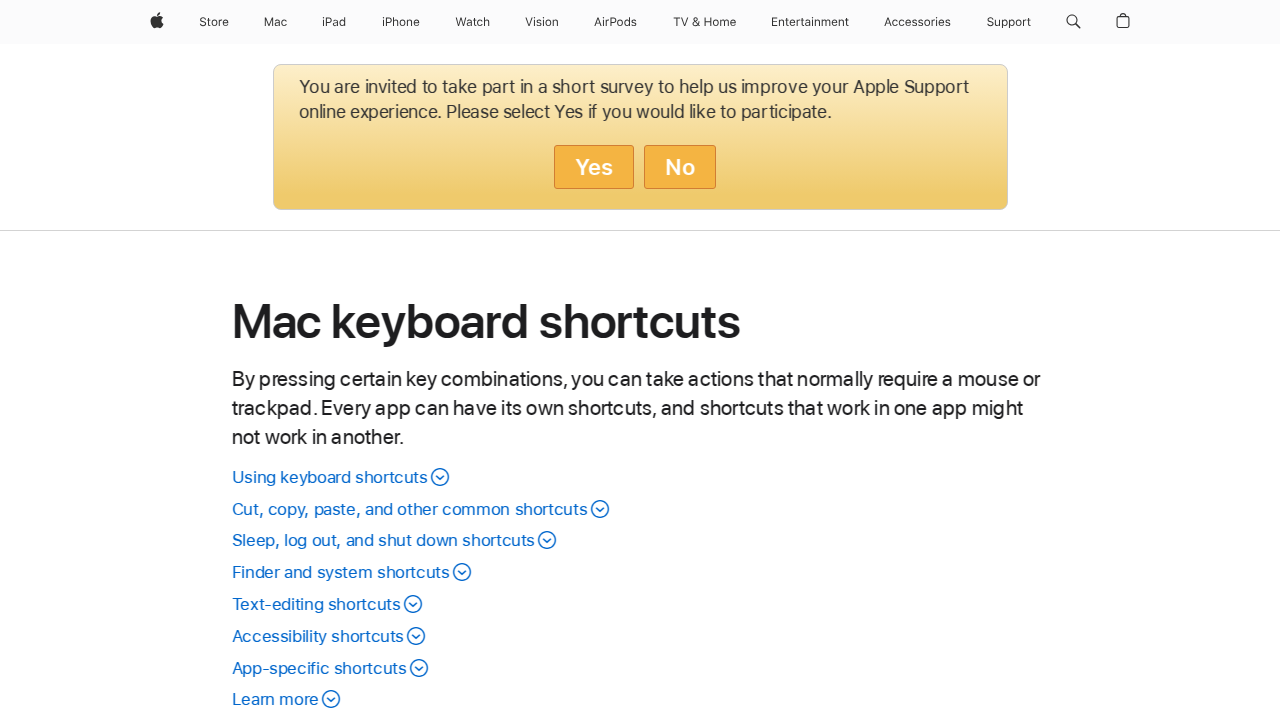 Store Mac iPad iPhone Watch Vision AirPods TV & Home Entertainment Accessories Support
You are invited to take part in a short survey to help us improve your Apple Support
online experience. Please select Yes if you would like to participate.
Yes No
Mac keyboard shortcuts
By pressing certain key combinations, you can take actions that normally require a mouse or
trackpad. Every app can have its own shortcuts, and shortcuts that work in one app might
not work in another.
Using keyboard shortcuts
Cut, copy, paste, and other common shortcuts
Sleep, log out, and shut down shortcuts
Finder and system shortcuts
Text-editing shortcuts
Accessibility shortcuts
App-specific shortcuts
Learn more